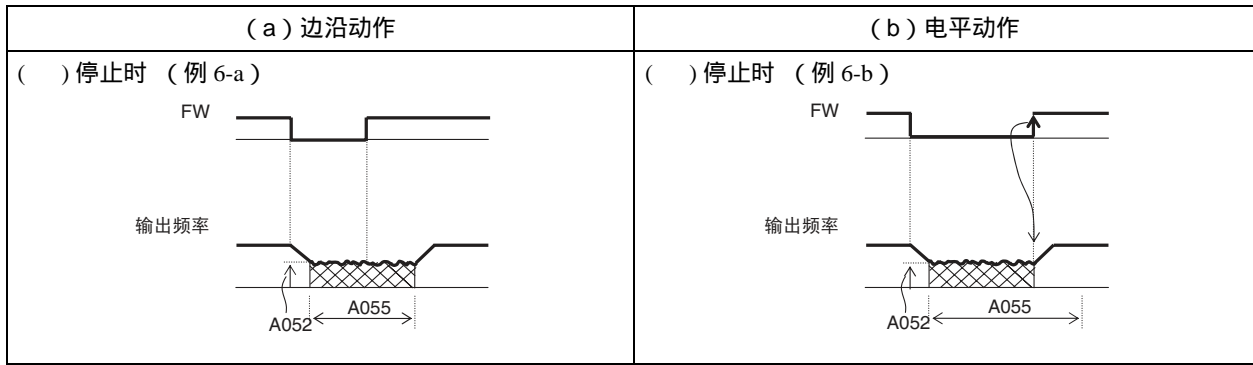 （a）边沿动作
（b）电平动作
(　) 停止时 （例 6-a）
FW
输出频率
A052
A055
(　) 停止时 （例 6-b）
FW
输出频率
A052
A055